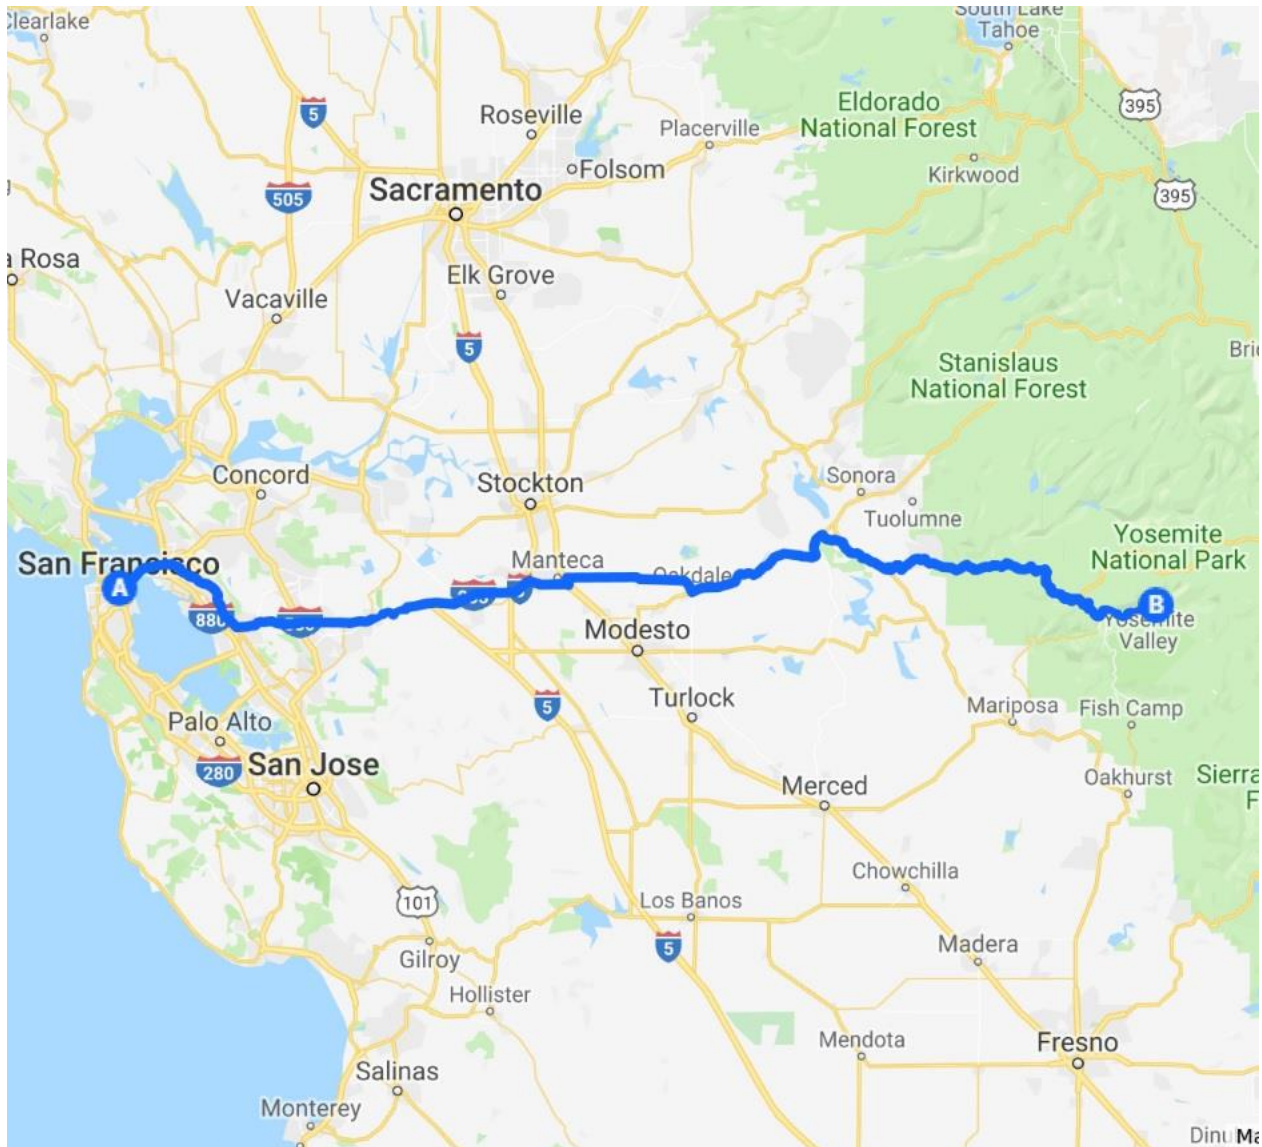 Clearlake
South Lake
Tahoe
5
Roseville
Placerville
Eldorado
National Forest
395
Folsom
Kirkwood
505
Sacramento
395
a Rosa
Elk Grove
Vacaville
5
Stanislaus
National Forest
Concord
Stockton
Sonora
Tuolumne
San Francisco
A
Manteca
Oakdale
Yosemite
National Park
880
B
Yosemite
Valley
Modesto
5
Turlock
Palo Alto
Mariposa
Fish Camp
280
San Jose
Merced
Oakhurst
Sierra
F
Chowchilla
101
Los Banos
5
Gilroy
Madera
Hollister
Mendota
Fresno
Salinas
Monterey